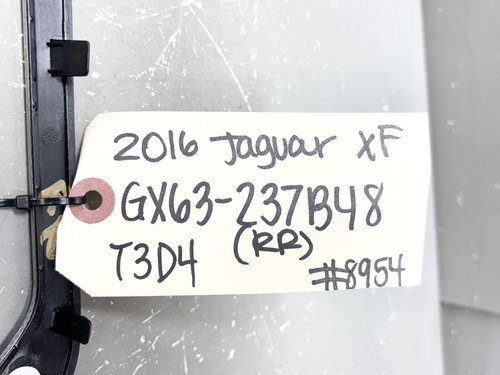 2016 Jaguar XF
GX63-237B48
(RR)
T3D4
#8954